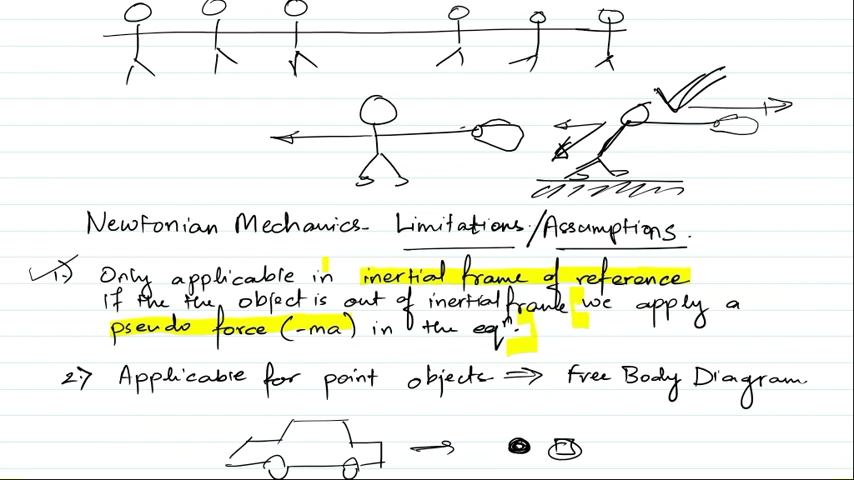 Newtonian Mechanics- Limitations/Assumptions.
1.) Only applicable in inertial frame of reference
If the the object is out of inertial frame we apply a
pseudo force (-ma) in the eqⁿ.
2.) Applicable for point objects ⇒ Free Body Diagram.